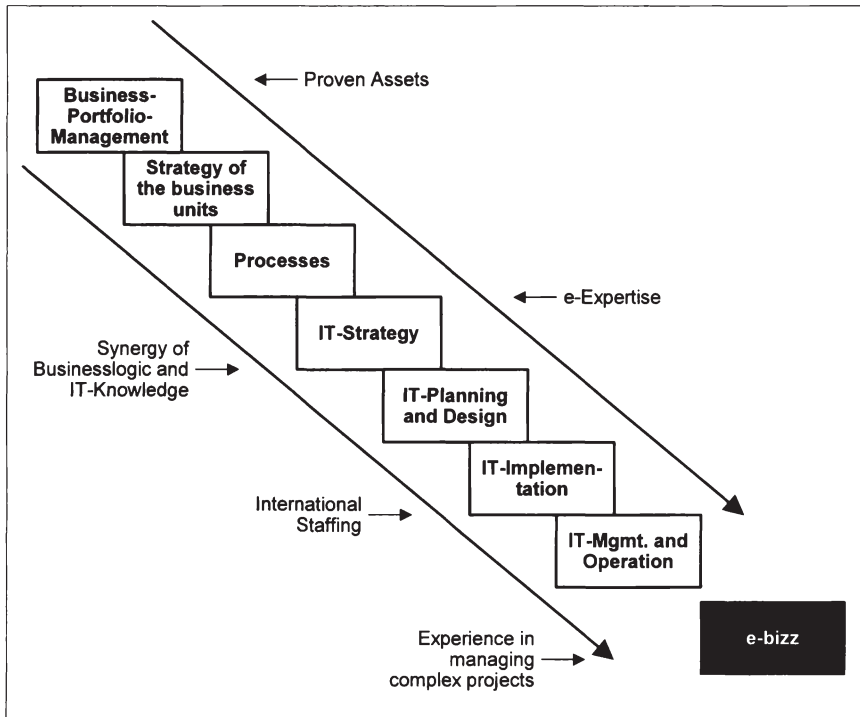 Proven Assets
Business-
Portfolio-
Management
Strategy of
the business
units
Processes
e-Expertise
IT-Strategy
Synergy of
Businesslogic and
IT-Knowledge
IT-Planning
and Design
IT-Implemen-
tation
International
Staffing
IT-Mgmt. and
Operation
e-bizz
Experience in
managing
complex projects